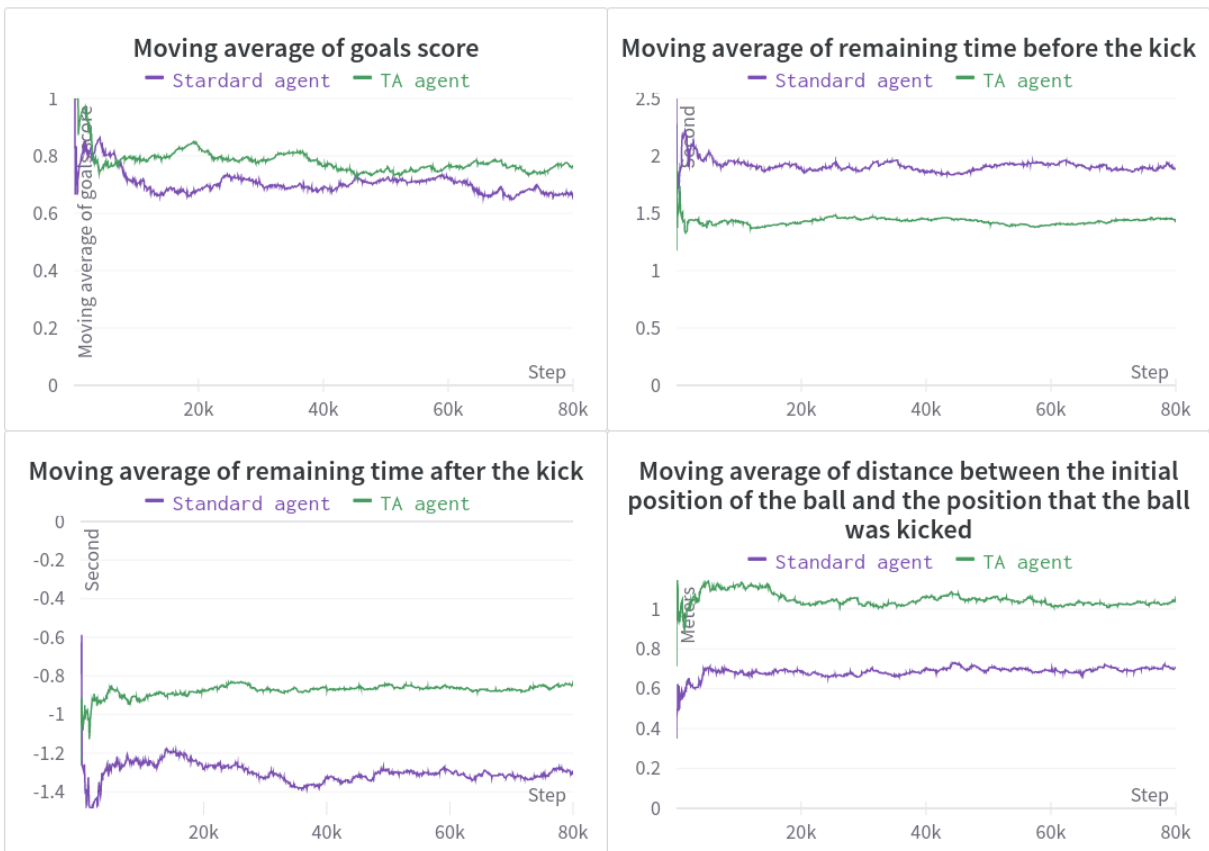 Moving average of goals score
Stardard agent TA agent
1
0.8
0.6
0.4
0.2
0
Moving average of goals score
Step
20k 40k 60k 80k
Moving average of remaining time before the kick
Standard agent TA agent
2.5
2
1.5
1
0.5
0
Second
Step
20k 40k 60k 80k
Moving average of remaining time after the kick
Standard agent TA agent
0
-0.2
-0.4
-0.6
-0.8
-1
-1.2
-1.4
Second
Step
20k 40k 60k 80k
Moving average of distance between the initial
position of the ball and the position that the ball
was kicked
Standard agent TA agent
1
0.8
0.6
0.4
0.2
0
Meters
Step
20k 40k 60k 80k